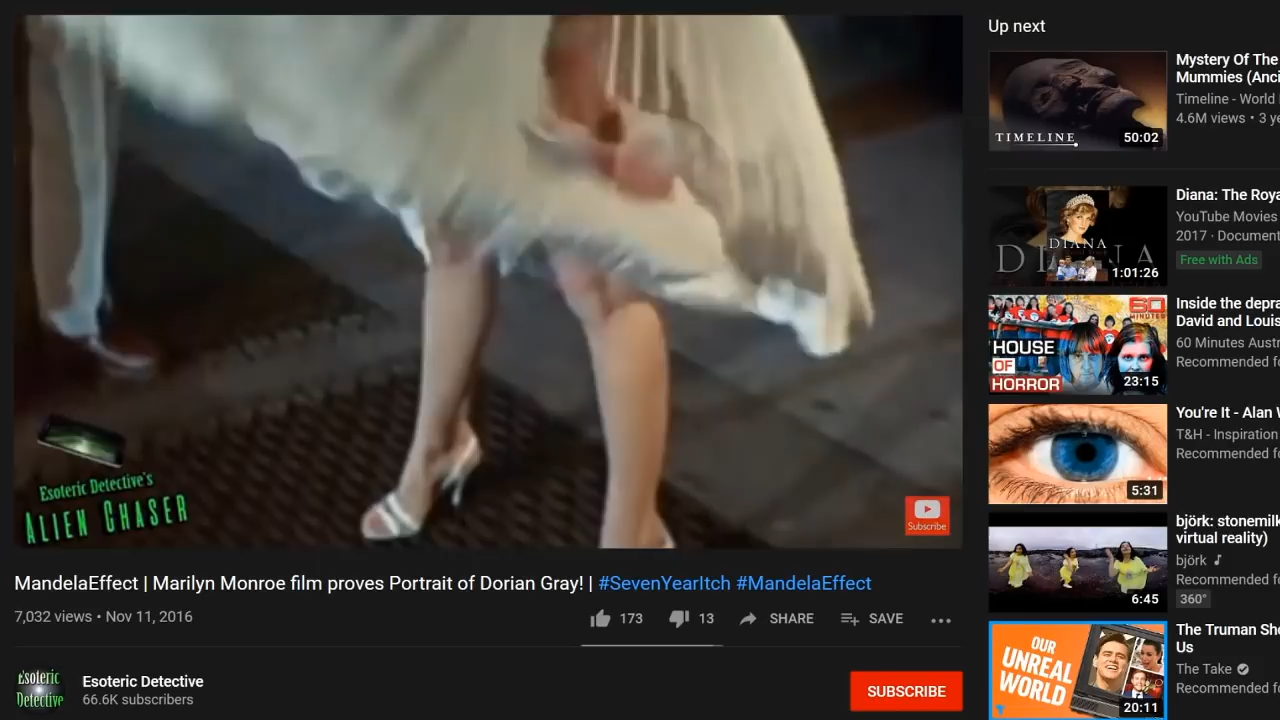 Up next
Mystery Of The
Mummies (Anci
Timeline - World
4.6M views • 3 ye
TIMELINE
50:02
Diana: The Roya
YouTube Movies
2017 · Document
Free with Ads
DIANA
DIANA
1:01:26
Inside the depra
David and Louis
60 Minutes Austr
Recommended fo
60
MINUTES
HOUSE
OF
HORROR
23:15
You're It - Alan W
T&H - Inspiration
Recommended fo
5:31
björk: stonemilk
virtual reality)
björk
Recommended fo
360°
6:45
The Truman Sho
Us
The Take
Recommended fo
OUR
UNREAL
WORLD
20:11
Esoteric Detective's
ALIEN CHASER
Subscribe
MandelaEffect | Marilyn Monroe film proves Portrait of Dorian Gray! | #SevenYearItch #MandelaEffect
7,032 views • Nov 11, 2016
173
13
SHARE
SAVE
Esoteric
Detective
Esoteric Detective
66.6K subscribers
SUBSCRIBE